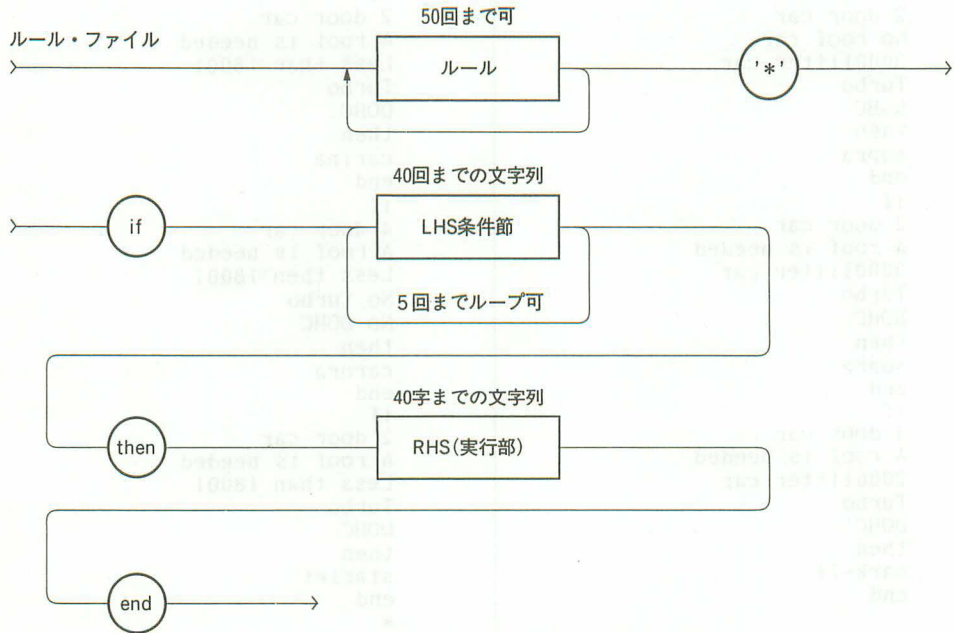 50回まで可
ルール・ファイル
ルール
'*'
40回までの文字列
if
LHS条件節
5回までループ可
40字までの文字列
then
RHS(実行部)
end